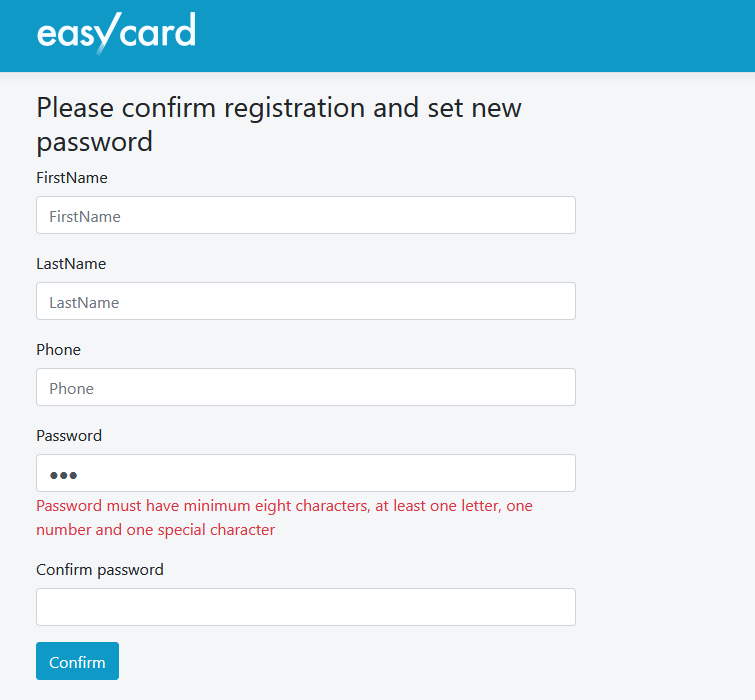 easycard
Please confirm registration and set new
password
FirstName
FirstName
LastName
LastName
Phone
Phone
Password
●●●
Password must have minimum eight characters, at least one letter, one
number and one special character
Confirm password
Confirm